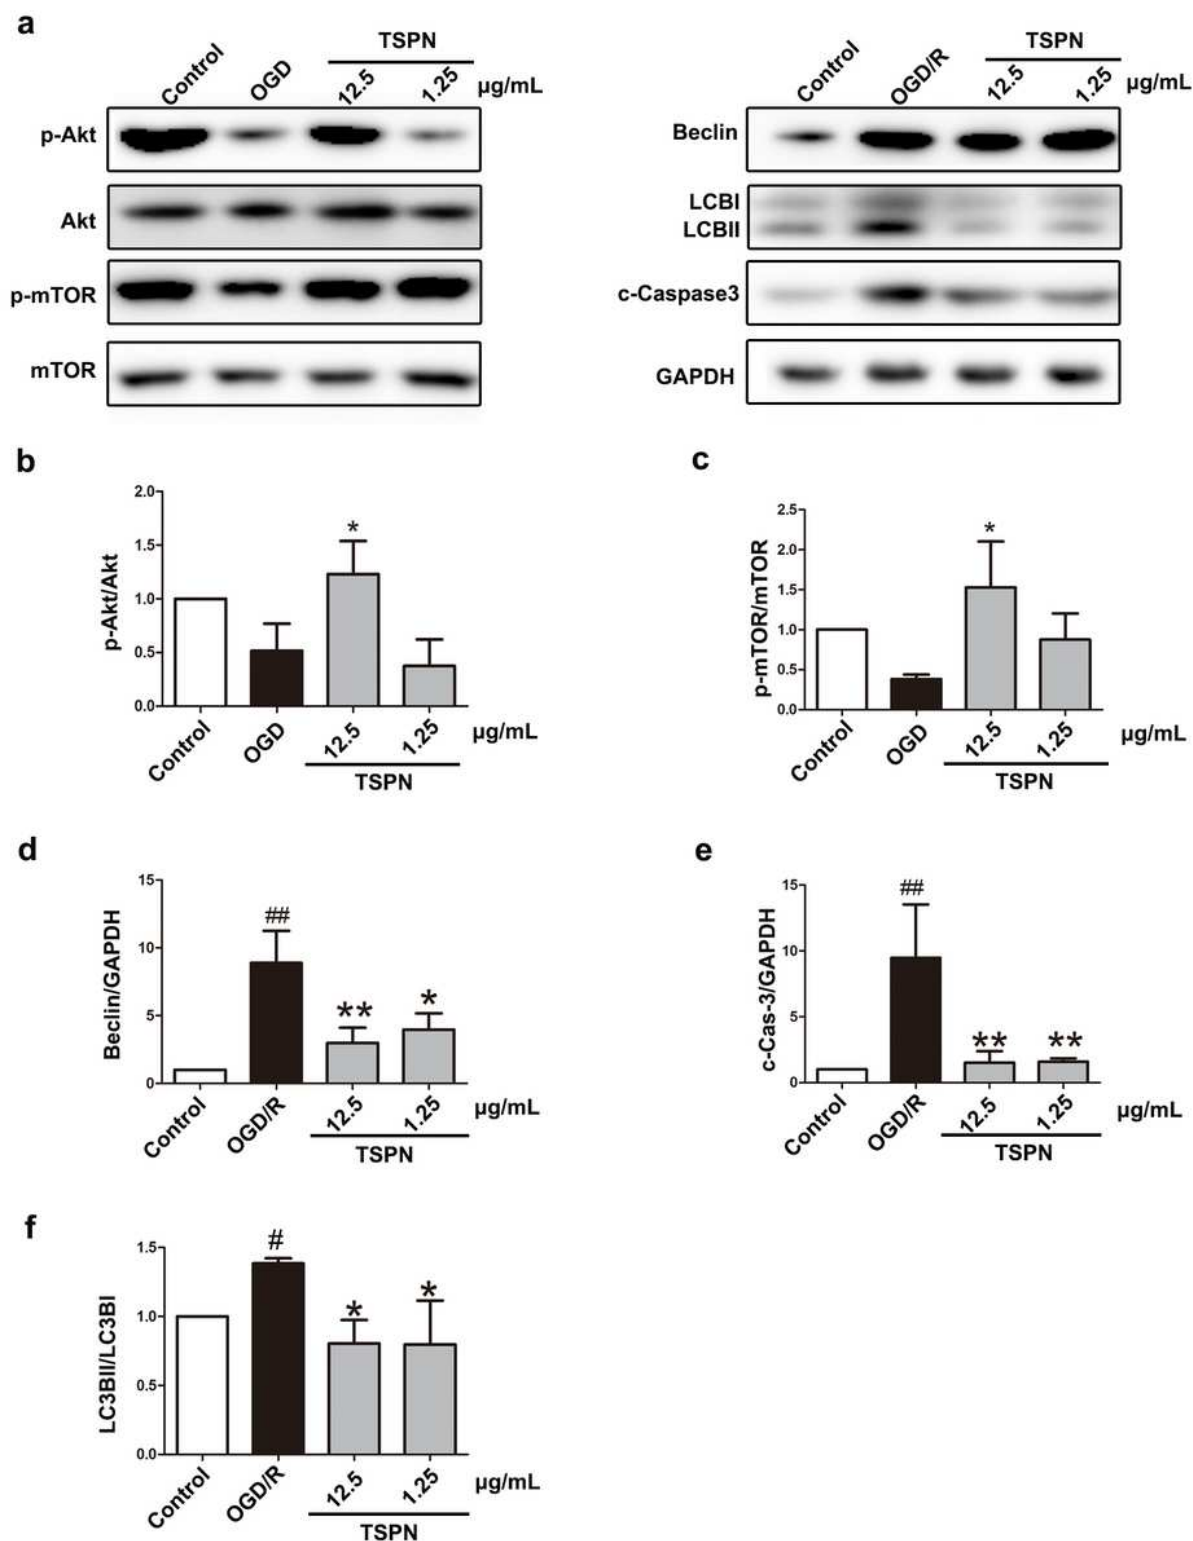 a
TSPN
Control OGD 12.5 1.25 µg/mL
p-Akt
Akt
p-mTOR
mTOR
TSPN
Control OGD/R 12.5 1.25 µg/mL
Beclin
LCBI
LCBII
c-Caspase3
GAPDH
b
p-Akt/Akt
2.0
1.5
1.0
0.5
0.0
*
Control OGD 12.5 1.25 µg/mL
TSPN
c
p-mTOR/mTOR
2.5
2.0
1.5
1.0
0.5
0.0
*
Control OGD 12.5 1.25 µg/mL
TSPN
d
Beclin/GAPDH
15
10
5
0
## ** *
Control OGD/R 12.5 1.25 µg/mL
TSPN
e
c-Cas-3/GAPDH
15
10
5
0
## ** **
Control OGD/R 12.5 1.25 µg/mL
TSPN
f
LC3BII/LC3BI
1.5
1.0
0.5
0.0
# * *
Control OGD/R 12.5 1.25 µg/mL
TSPN